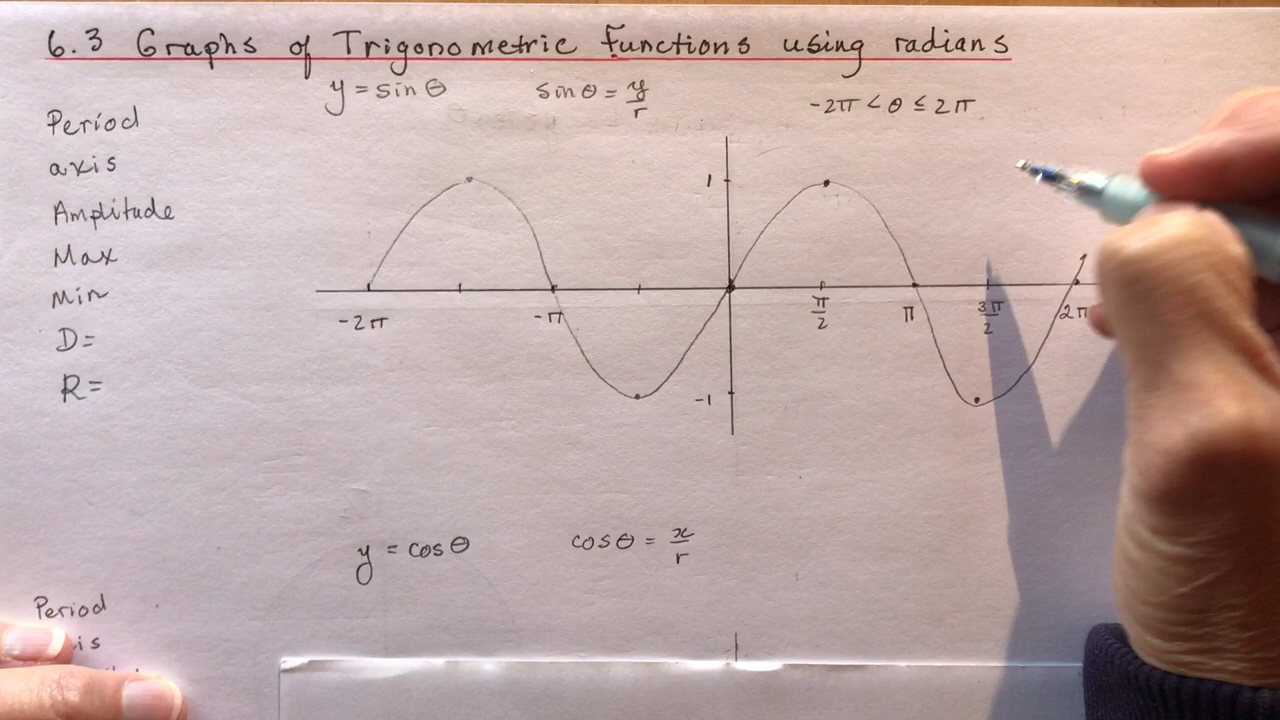 6.3 Graphs of Trigonometric Functions using radians
y = sin θ sin θ = y/r -2π < θ ≤ 2π
Period
axis
Amplitude
Max
Min
D =
R =
1
-2π -π π/2 π 3π/2 2π
-1
y = cos θ cos θ = x/r
Period